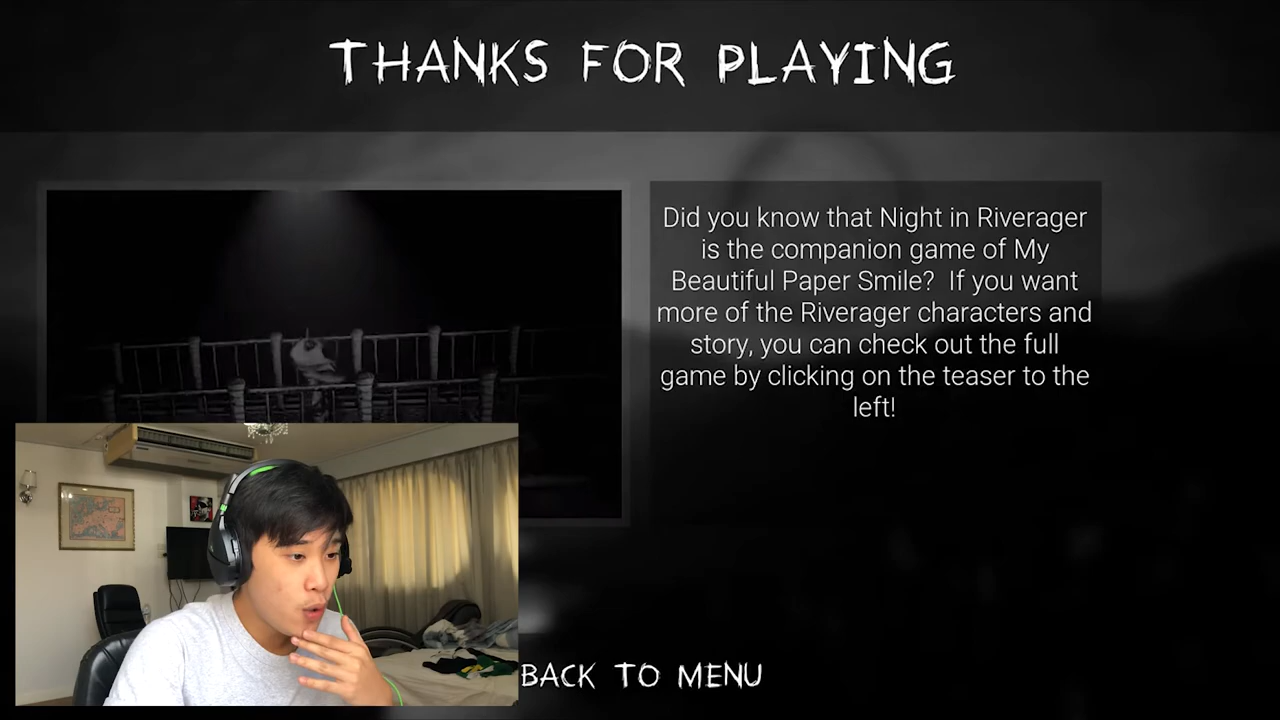 THANKS FOR PLAYING
Did you know that Night in Riverager
is the companion game of My
Beautiful Paper Smile?  If you want
more of the Riverager characters and
story, you can check out the full
game by clicking on the teaser to the
left!
BACK TO MENU